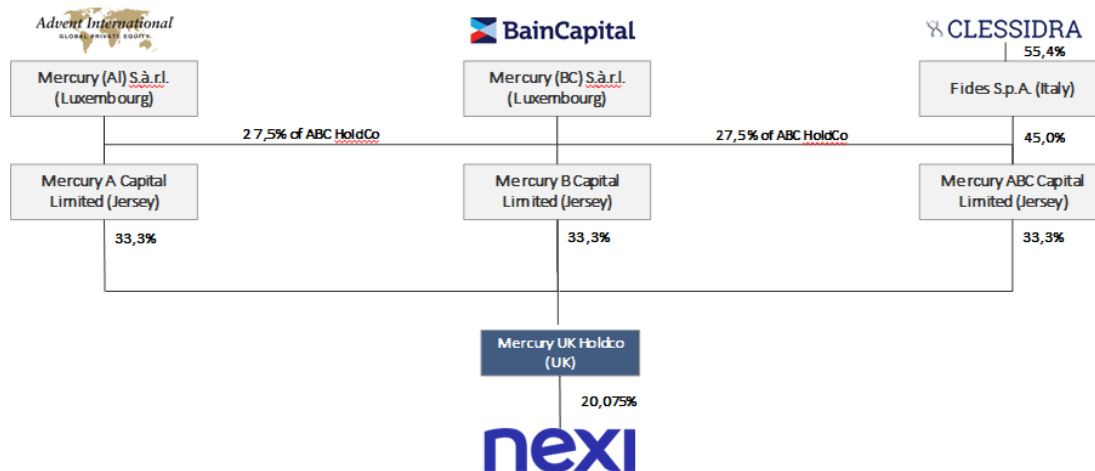 Advent International
GLOBAL PRIVATE EQUITY
BainCapital
CLESSIDRA
55,4%
Mercury (AI) S.à.r.l.
(Luxembourg)
Mercury (BC) S.à.r.l.
(Luxembourg)
Fides S.p.A. (Italy)
27,5% of ABC HoldCo
27,5% of ABC HoldCo
45,0%
Mercury A Capital
Limited (Jersey)
Mercury B Capital
Limited (Jersey)
Mercury ABC Capital
Limited (Jersey)
33,3%
33,3%
33,3%
Mercury UK Holdco
(UK)
20,075%
nexi